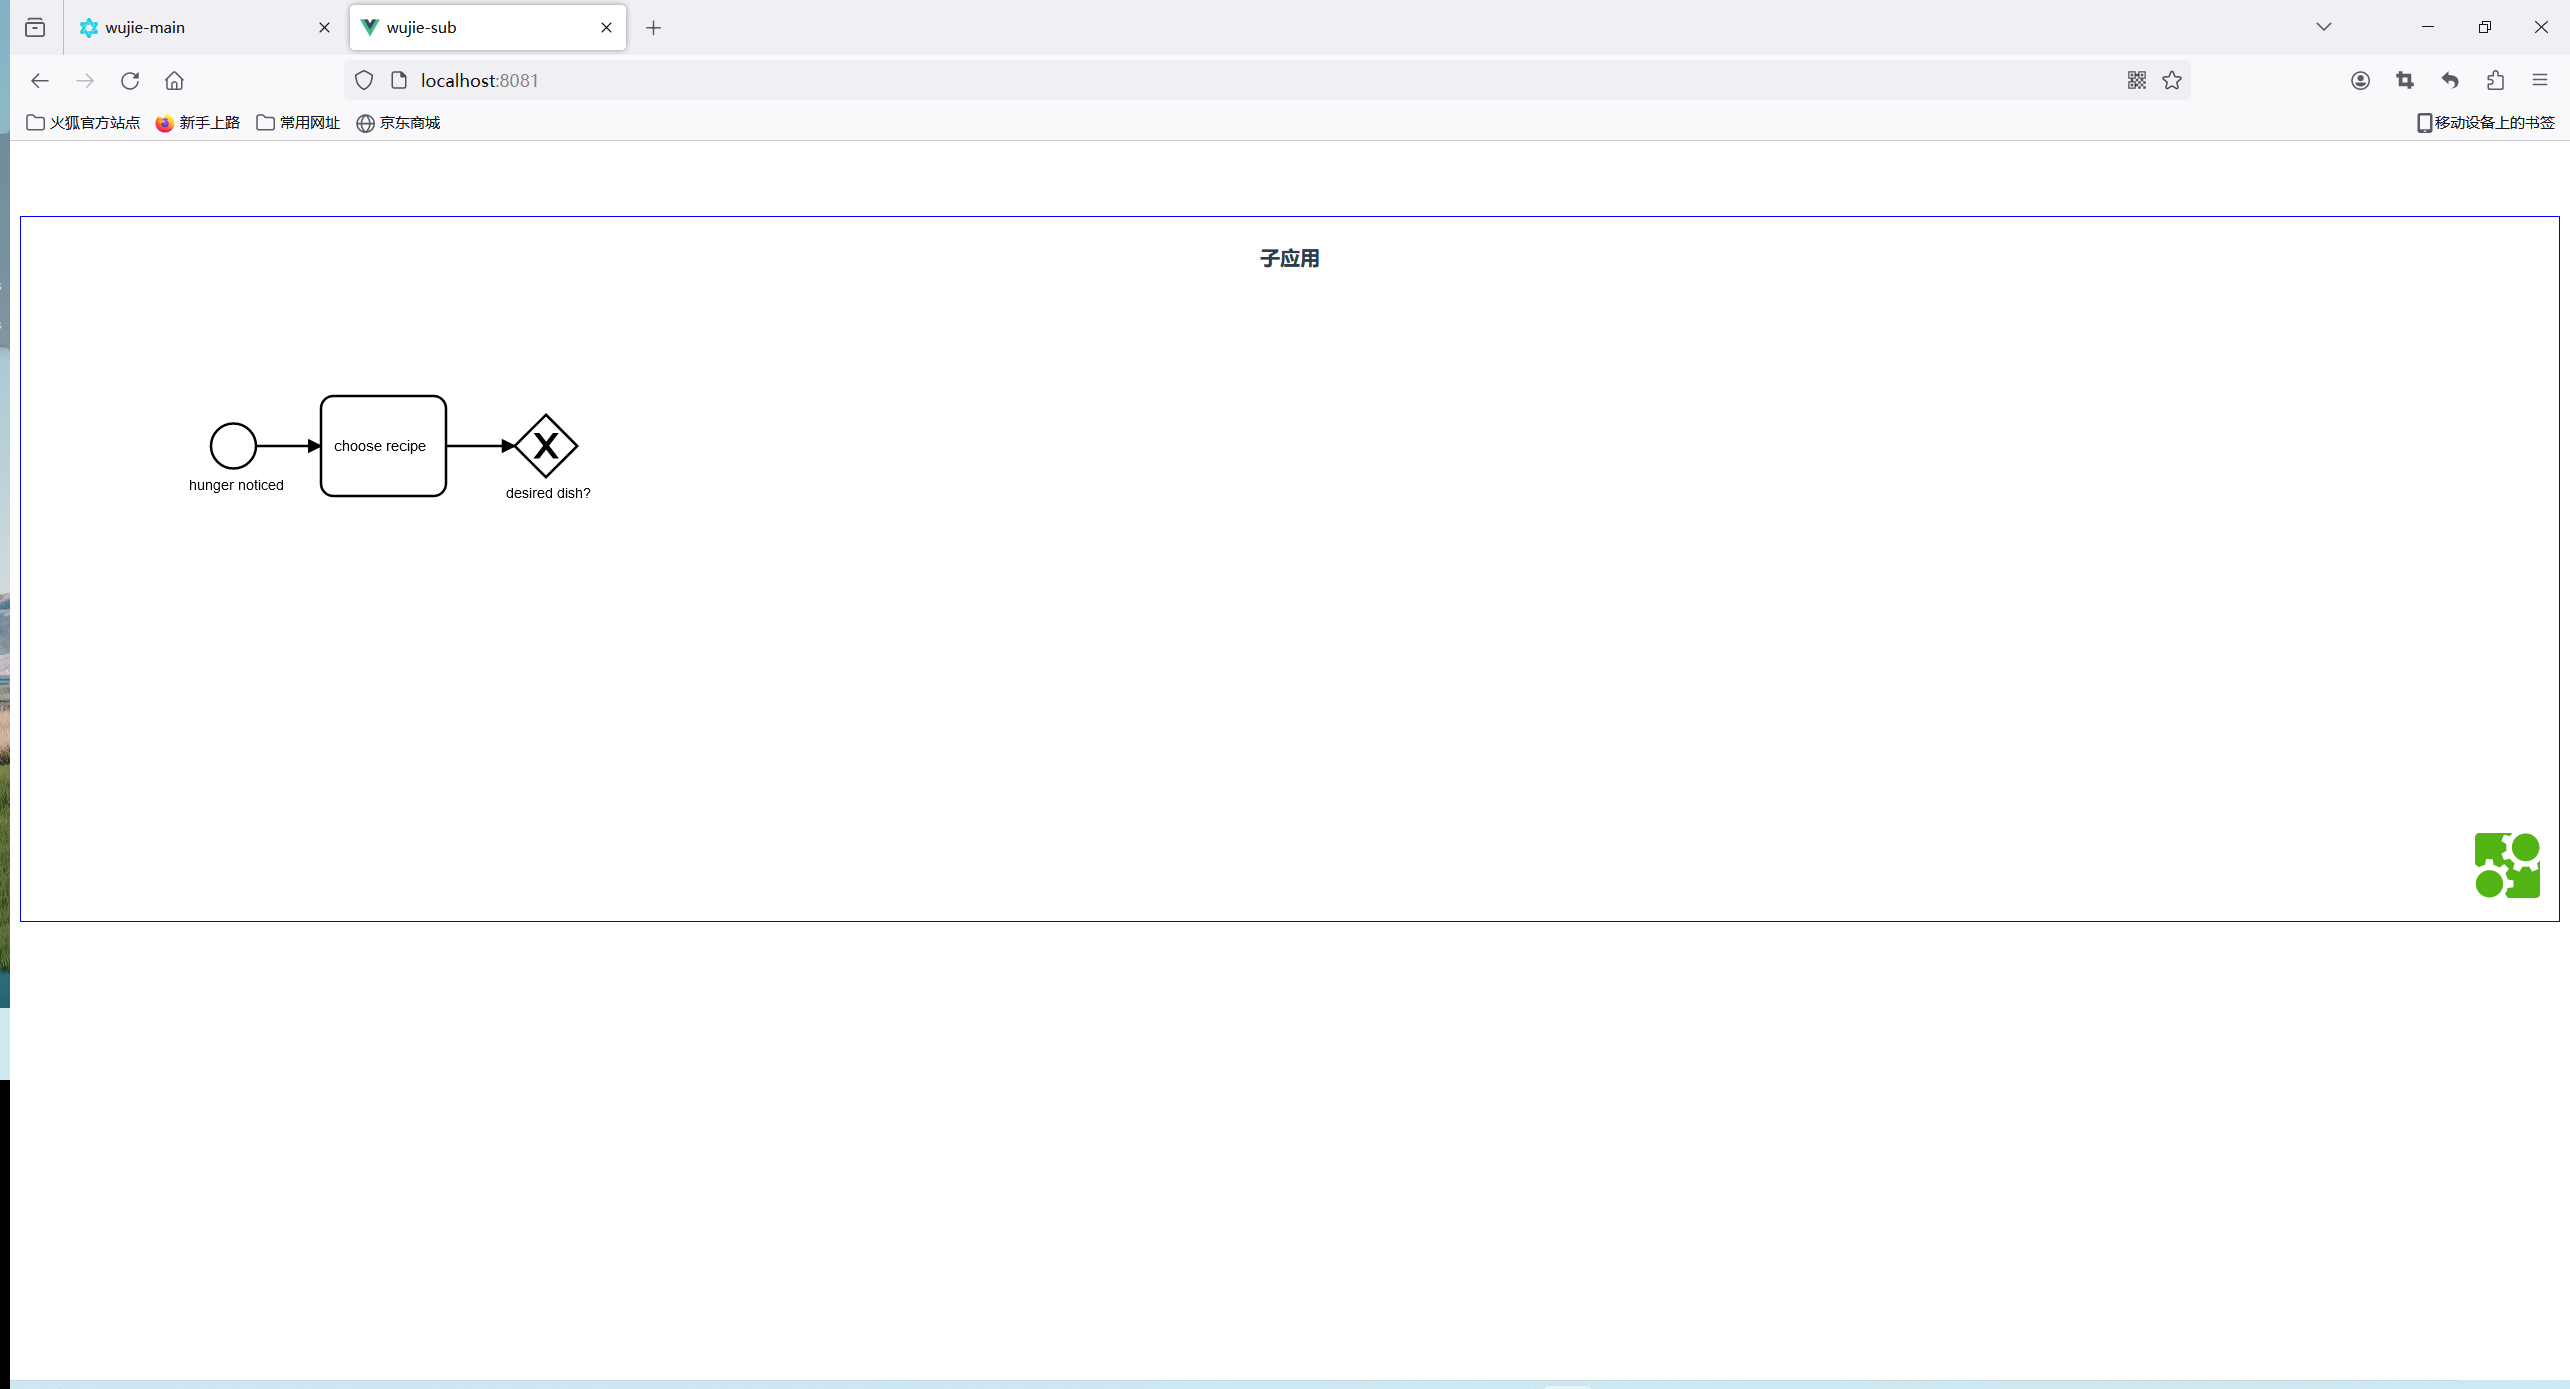 wujie-main
wujie-sub
localhost:8081
火狐官方站点
新手上路
常用网址
京东商城
移动设备上的书签
子应用
choose recipe
hunger noticed
desired dish?